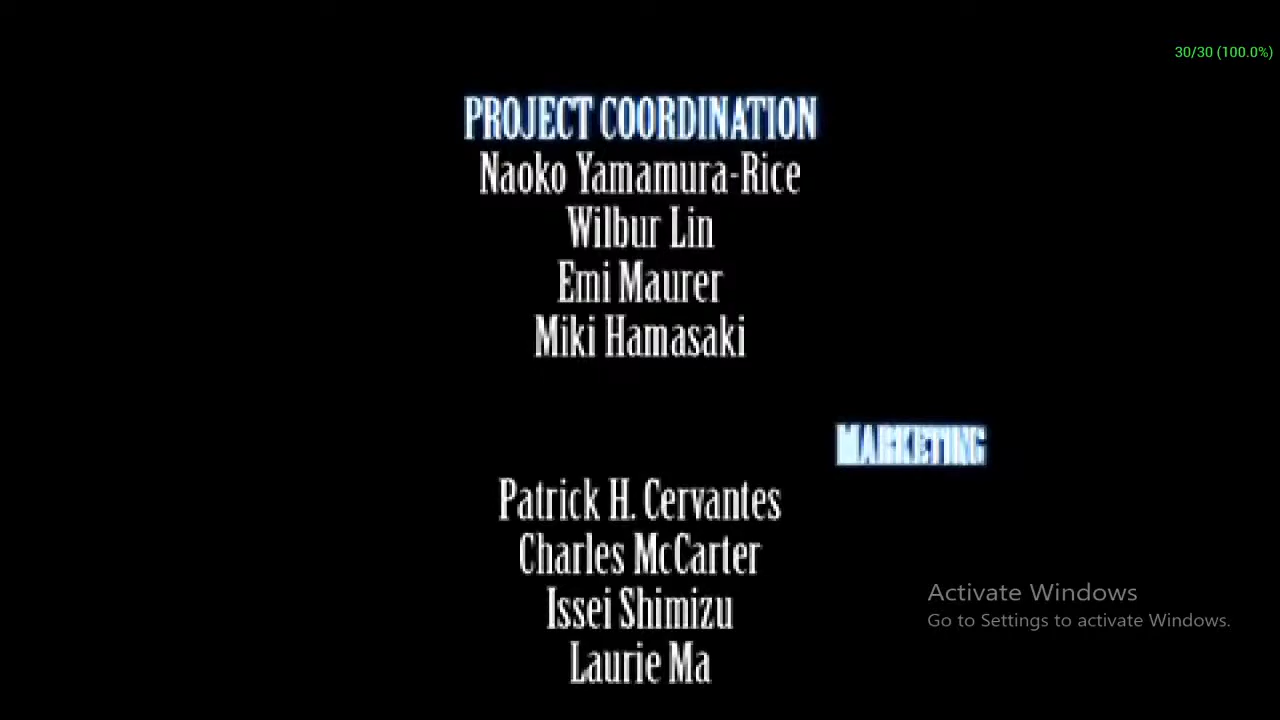 30/30 (100.0%)
PROJECT COORDINATION
Naoko Yamamura-Rice
Wilbur Lin
Emi Maurer
Miki Hamasaki
MARKETING
Patrick H. Cervantes
Charles McCarter
Issei Shimizu
Laurie Ma
Activate Windows
Go to Settings to activate Windows.